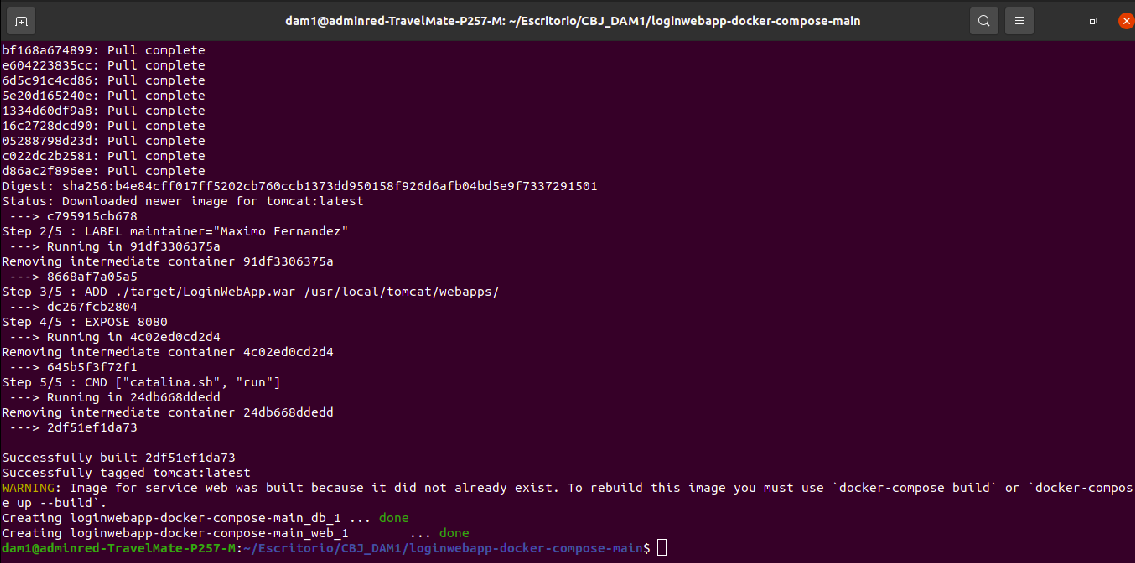 dam1@adminred-TravelMate-P257-M: ~/Escritorio/CBJ_DAM1/loginwebapp-docker-compose-main
bf168a674899: Pull complete
e604223835cc: Pull complete
6d5c91c4cd86: Pull complete
5e20d165240e: Pull complete
1334d60df9a8: Pull complete
16c2728dcd90: Pull complete
05288798d23d: Pull complete
c022dc2b2581: Pull complete
d86ac2f896ee: Pull complete
Digest: sha256:b4e84cff017ff5202cb760ccb1373dd950158f926d6afb04bd5e9f7337291501
Status: Downloaded newer image for tomcat:latest
 ---> c795915cb678
Step 2/5 : LABEL maintainer="Maximo Fernandez"
 ---> Running in 91df3306375a
Removing intermediate container 91df3306375a
 ---> 8668af7a05a5
Step 3/5 : ADD ./target/LoginWebApp.war /usr/local/tomcat/webapps/
 ---> dc267fcb2804
Step 4/5 : EXPOSE 8080
 ---> Running in 4c02ed0cd2d4
Removing intermediate container 4c02ed0cd2d4
 ---> 645b5f3f72f1
Step 5/5 : CMD ["catalina.sh", "run"]
 ---> Running in 24db668ddedd
Removing intermediate container 24db668ddedd
 ---> 2df51ef1da73
Successfully built 2df51ef1da73
Successfully tagged tomcat:latest
WARNING: Image for service web was built because it did not already exist. To rebuild this image you must use `docker-compose build` or `docker-compos
e up --build`.
Creating loginwebapp-docker-compose-main_db_1 ... done
Creating loginwebapp-docker-compose-main_web_1        ... done
dam1@adminred-TravelMate-P257-M:~/Escritorio/CBJ_DAM1/loginwebapp-docker-compose-main$